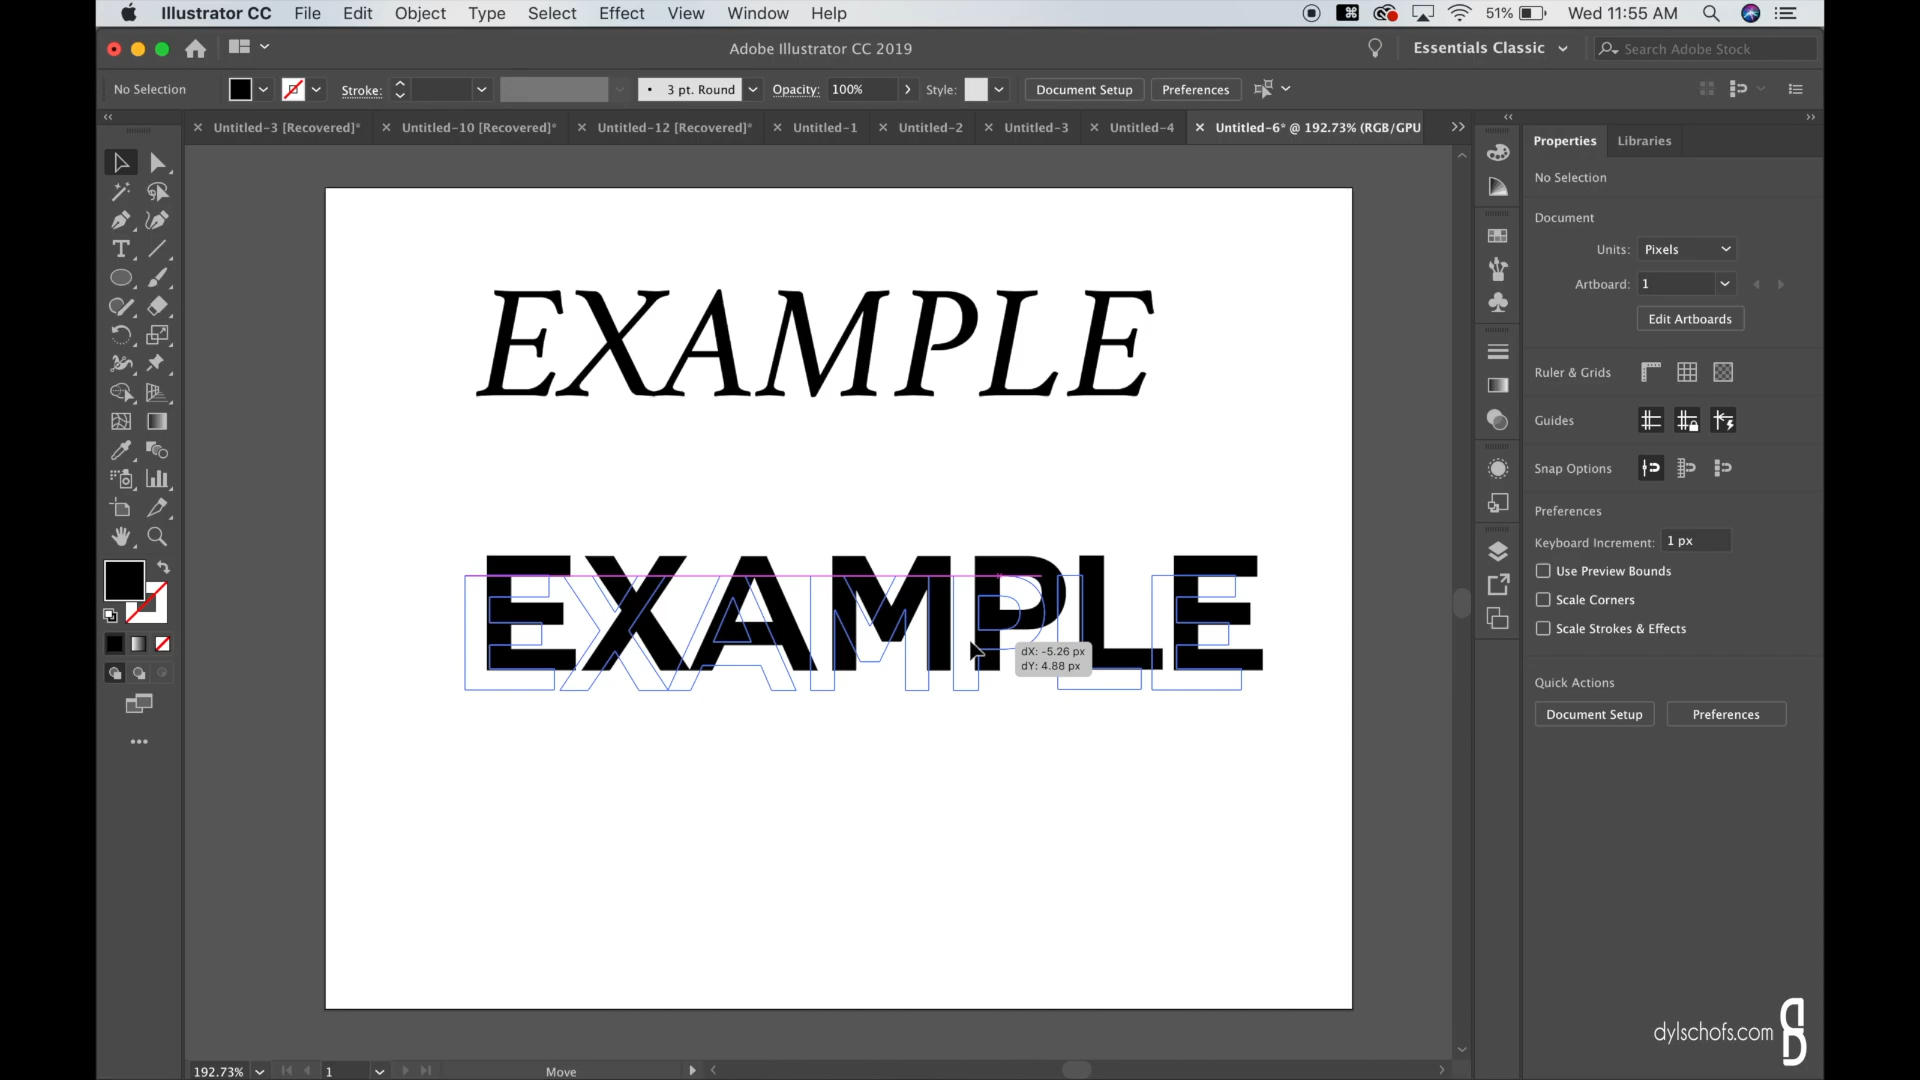 Illustrator CC File Edit Object Type Select Effect View Window Help 51% Wed 11:55 AM
Adobe Illustrator CC 2019 Essentials Classic Search Adobe Stock
No Selection Stroke: 3 pt. Round Opacity: 100% Style: Document Setup Preferences
Untitled-3 [Recovered]* Untitled-10 [Recovered]* Untitled-12 [Recovered]* Untitled-1 Untitled-2 Untitled-3 Untitled-4 Untitled-6* @ 192.73% (RGB/GPU
Properties Libraries
No Selection
Document
Units: Pixels
Artboard: 1
Edit Artboards
Ruler & Grids
Guides
Snap Options
Preferences
Keyboard Increment: 1 px
Use Preview Bounds
Scale Corners
Scale Strokes & Effects
Quick Actions
Document Setup Preferences
EXAMPLE
EXAMPLE
dX: -5.26 px
dY: 4.88 px
dylschofs.com
192.73% 1 Move